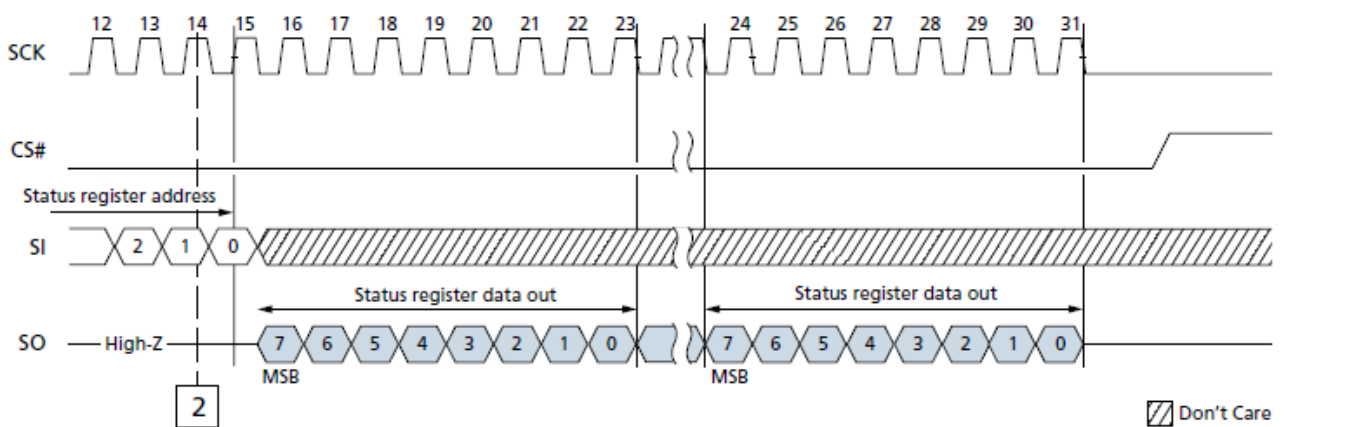 12 13 14 15 16 17 18 19 20 21 22 23 24 25 26 27 28 29 30 31
SCK
CS#
Status register address
SI 2 1 0
Status register data out Status register data out
SO High-Z 7 6 5 4 3 2 1 0 7 6 5 4 3 2 1 0
MSB MSB
2
Don't Care